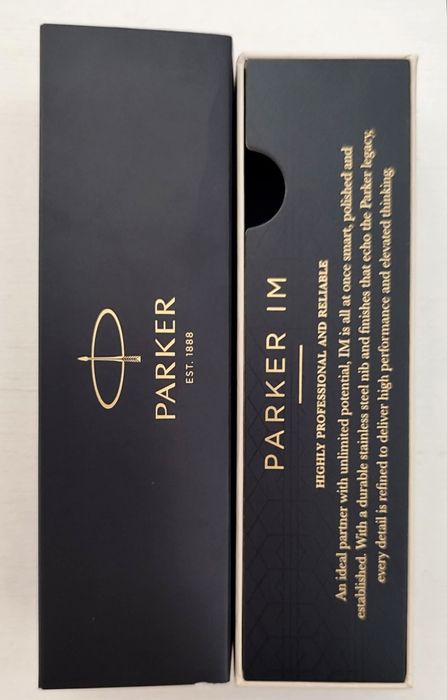 PARKER
EST. 1888
PARKER IM
HIGHLY PROFESSIONAL AND RELIABLE
An ideal partner with unlimited potential, IM is all at once smart, polished and
established. With a durable stainless steel nib and finishes that echo the Parker legacy,
every detail is refined to deliver high performance and elevated thinking